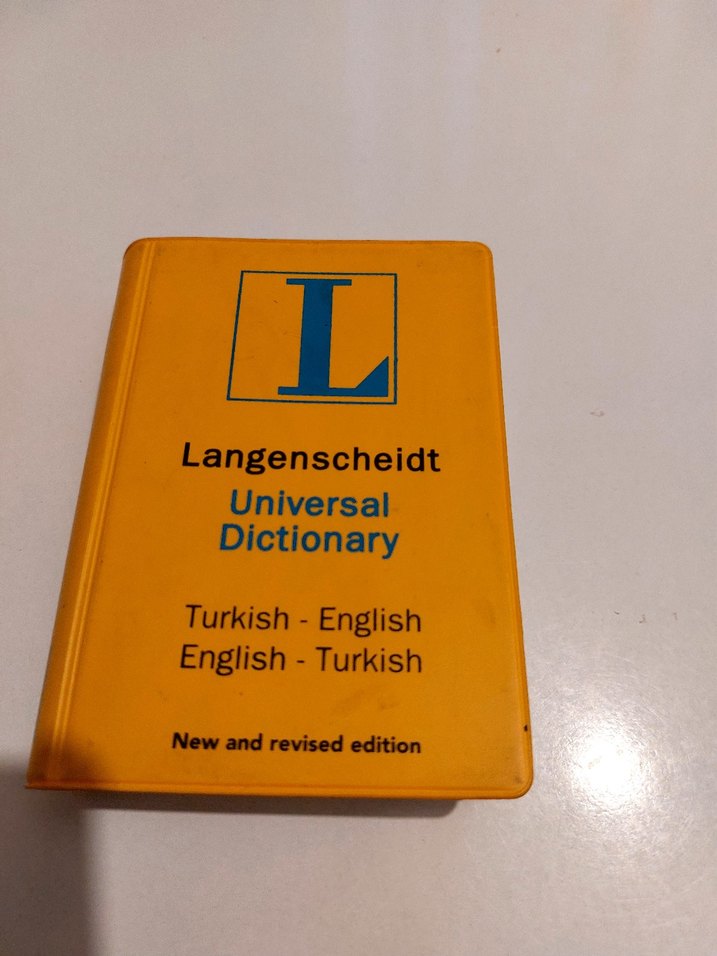 L
Langenscheidt
Universal
Dictionary
Turkish - English
English - Turkish
New and revised edition